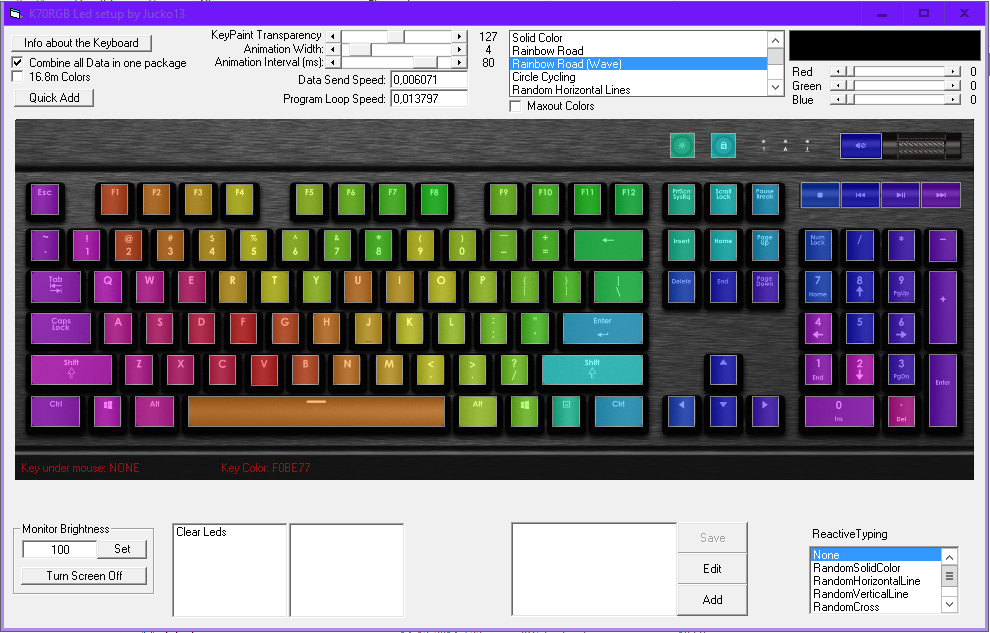 K70RGB Led setup by Jucko13
Info about the Keyboard
Combine all Data in one package
16.8m Colors
Quick Add
KeyPaint Transparency 127
Animation Width: 4
Animation Interval (ms): 80
Data Send Speed: 0,006071
Program Loop Speed: 0,013797
Solid Color
Rainbow Road
Rainbow Road (Wave)
Circle Cycling
Random Horizontal Lines
Maxout Colors
Red 0
Green 0
Blue 0
1 A
Esc F1 F2 F3 F4 F5 F6 F7 F8 F9 F10 F11 F12 PrtScn SysRq Scroll Lock Pause Break
~ ! 1 @ 2 # 3 $ 4 % 5 ^ 6 & 7 * 8 ( 9 ) 0 — - + = ← Insert Home Page Up Num Lock / * −
Tab Q W E R T Y U I O P { [ } ] | \ Delete End Page Down 7 Home 8 ↑ 9 PgUp +
Caps Lock A S D F G H J K L : ; " ' Enter 4 ← 5 6 →
Shift Z X C V B N M < , > . ? / Shift 1 End 2 ↓ 3 PgDn Enter
Ctrl Alt Alt Ctrl 0 Ins . Del
Key under mouse: NONE
Key Color: F0BE77
Monitor Brightness
100 Set
Turn Screen Off
Clear Leds
Save
Edit
Add
ReactiveTyping
None
RandomSolidColor
RandomHorizontalLine
RandomVerticalLine
RandomCross